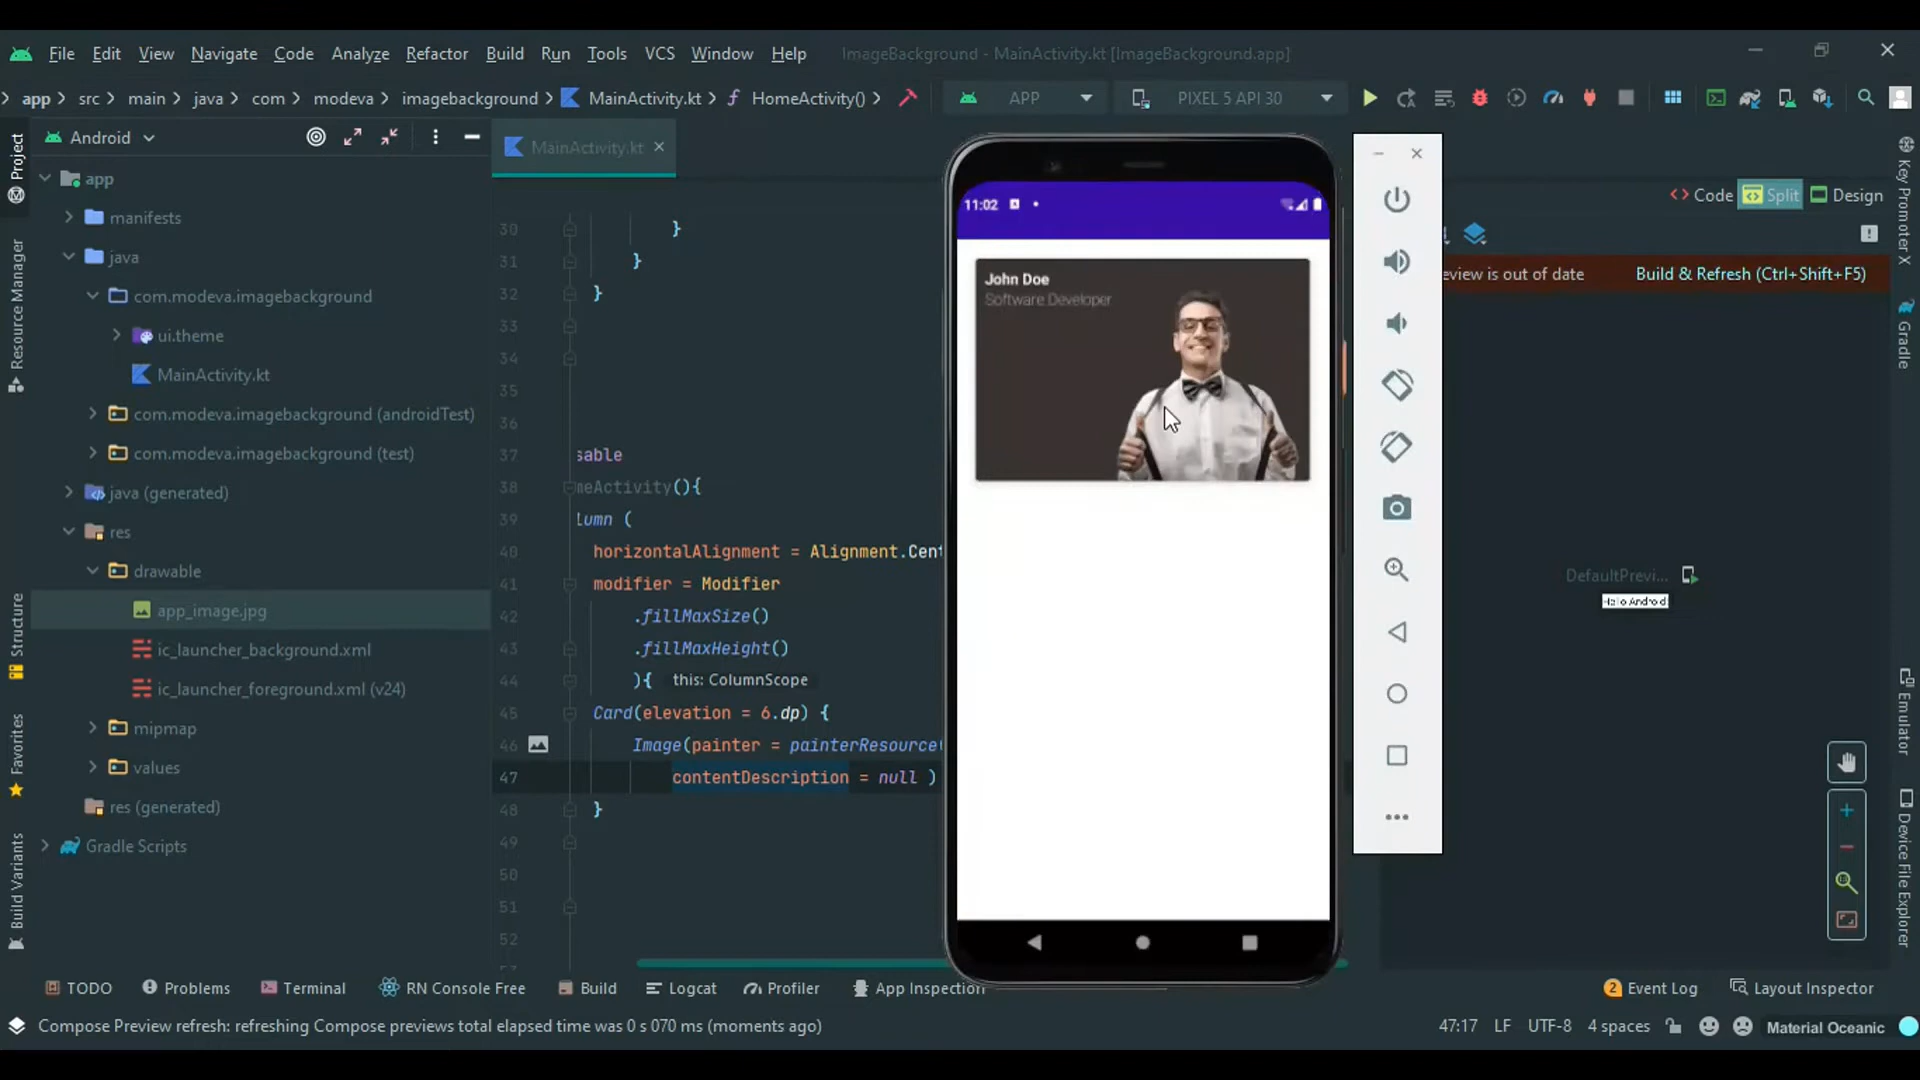 File Edit View Navigate Code Analyze Refactor Build Run Tools VCS Window Help ImageBackground - MainActivity.kt [ImageBackground.app]
app src main java com modeva imagebackground MainActivity.kt HomeActivity() APP PIXEL 5 API 30
Android
MainActivity.kt
Code Split Design
Project
Resource Manager
Structure
Favorites
Build Variants
app
manifests
java
com.modeva.imagebackground
ui.theme
MainActivity.kt
com.modeva.imagebackground (androidTest)
com.modeva.imagebackground (test)
java (generated)
res
drawable
app_image.jpg
ic_launcher_background.xml
ic_launcher_foreground.xml (v24)
mipmap
values
res (generated)
Gradle Scripts
30 }
31 }
32 }
33
34
35
36
37 sable
38 meActivity(){
39 lumn (
40 horizontalAlignment = Alignment.Cent
41 modifier = Modifier
42 .fillMaxSize()
43 .fillMaxHeight()
44 ){ this: ColumnScope
45 Card(elevation = 6.dp) {
46 Image(painter = painterResource(
47 contentDescription = null )
48 }
49
50
51
52
11:02
John Doe
Software Developer
eview is out of date Build & Refresh (Ctrl+Shift+F5)
DefaultPrevi...
Hello Android!
Key Promoter X
Gradle
Emulator
Device File Explorer
TODO Problems Terminal RN Console Free Build Logcat Profiler App Inspection 2 Event Log Layout Inspector
Compose Preview refresh: refreshing Compose previews total elapsed time was 0 s 070 ms (moments ago) 47:17 LF UTF-8 4 spaces Material Oceanic